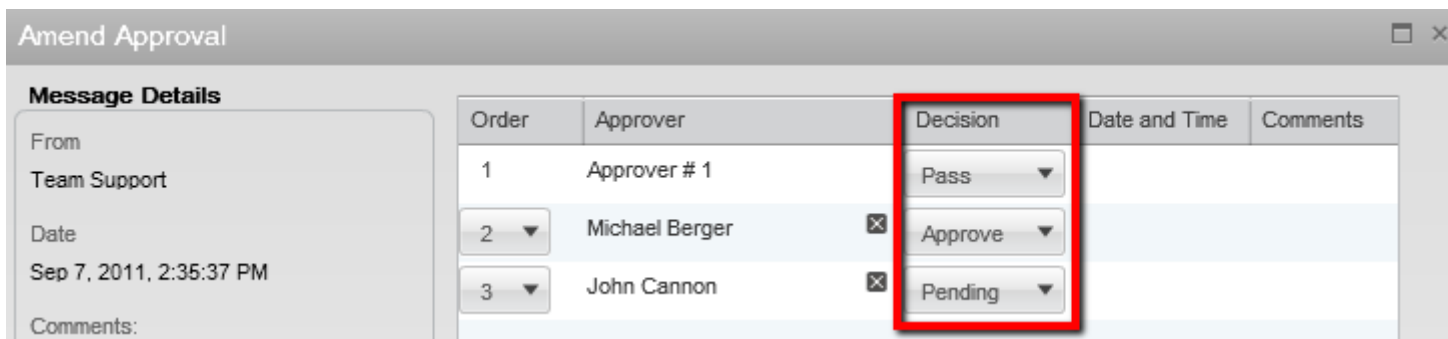 Amend Approval
Message Details
From
Team Support
Date
Sep 7, 2011, 2:35:37 PM
Comments:
Order Approver Decision Date and Time Comments
1 Approver # 1 Pass
2 Michael Berger Approve
3 John Cannon Pending